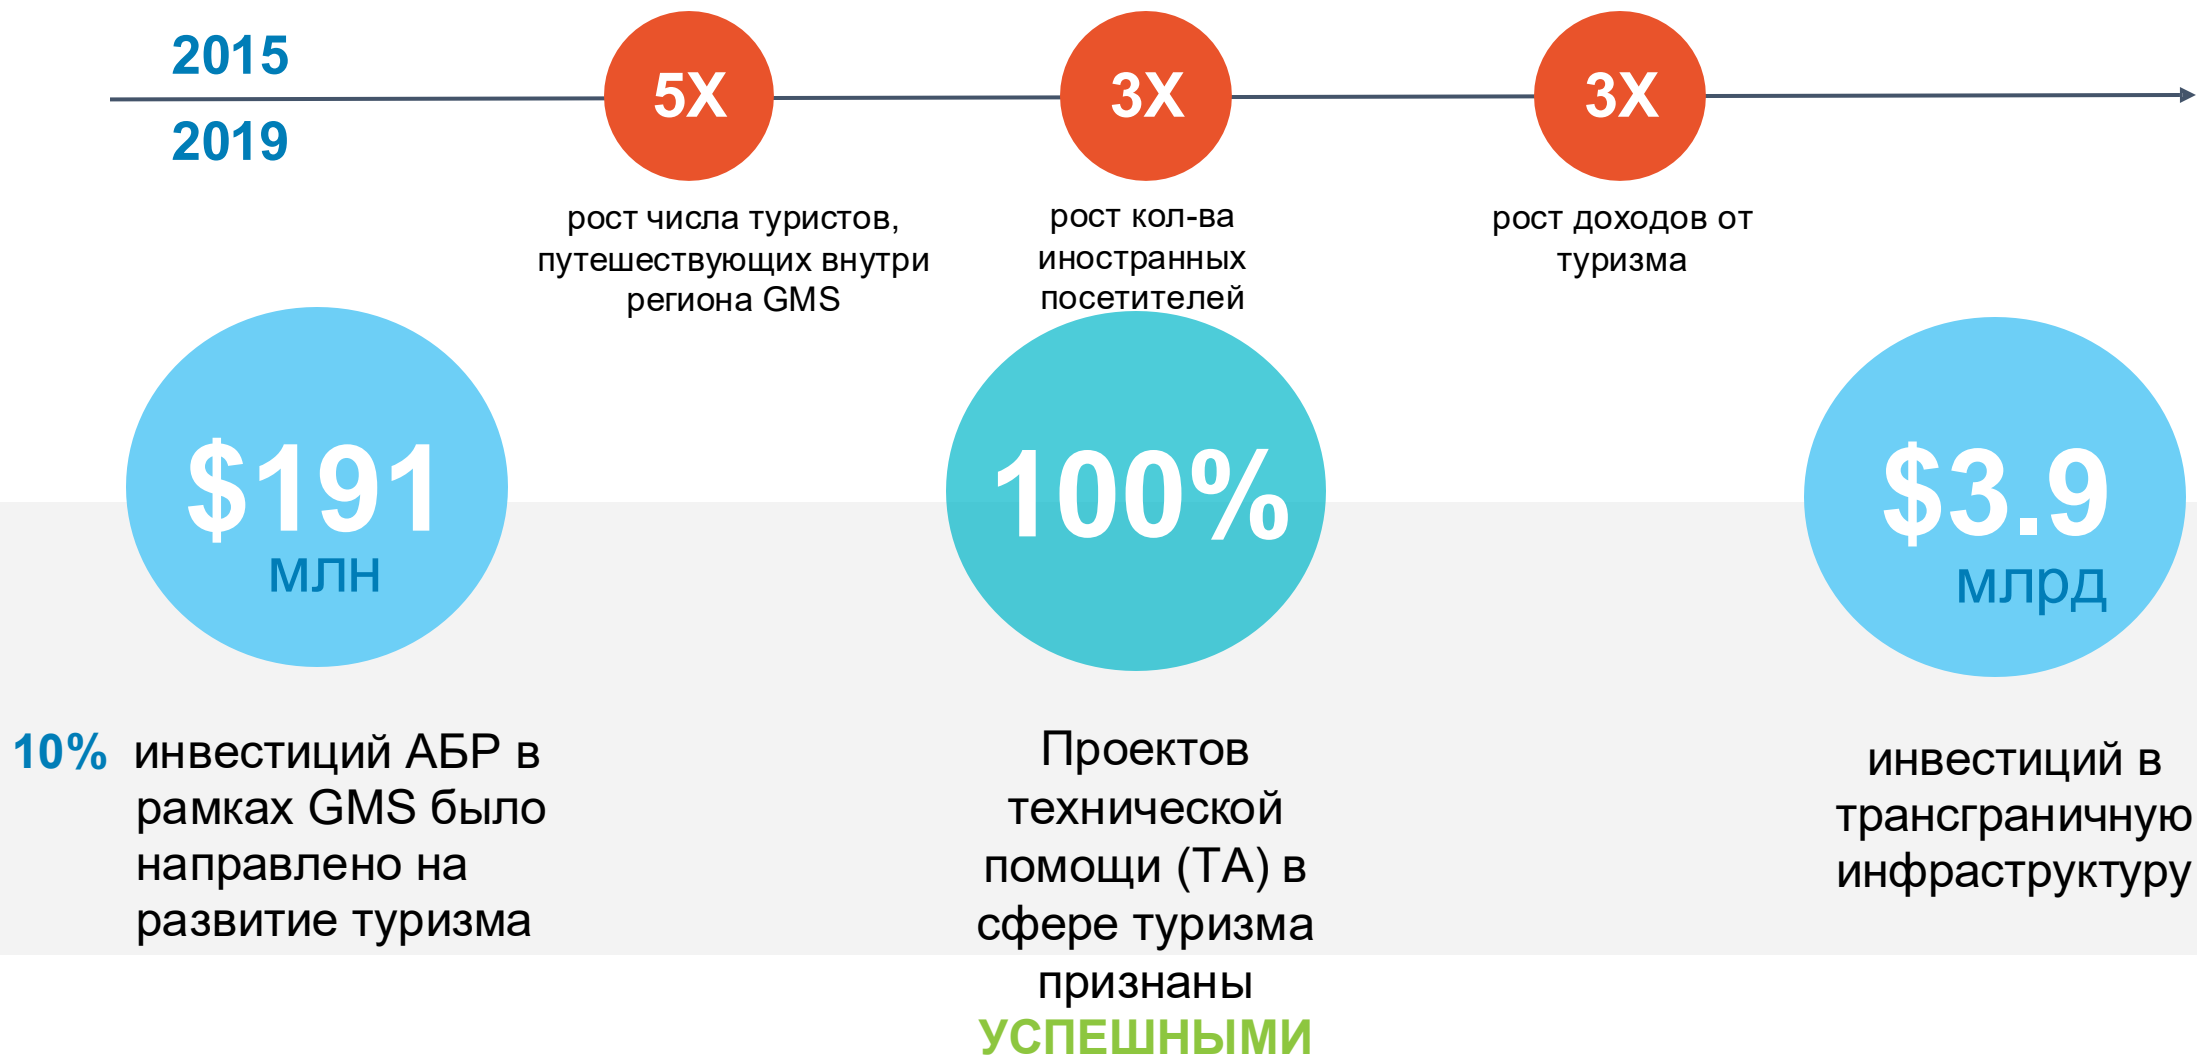 2015
2019
5X
рост числа туристов,
путешествующих внутри
региона GMS
3X
рост кол-ва
иностранных
посетителей
3X
рост доходов от
туризма
$191
млн
10% инвестиций АБР в
рамках GMS было
направлено на
развитие туризма
100%
Проектов
технической
помощи (ТА) в
сфере туризма
признаны
УСПЕШНЫМИ
$3.9
млрд
инвестиций в
трансграничную
инфраструктуру